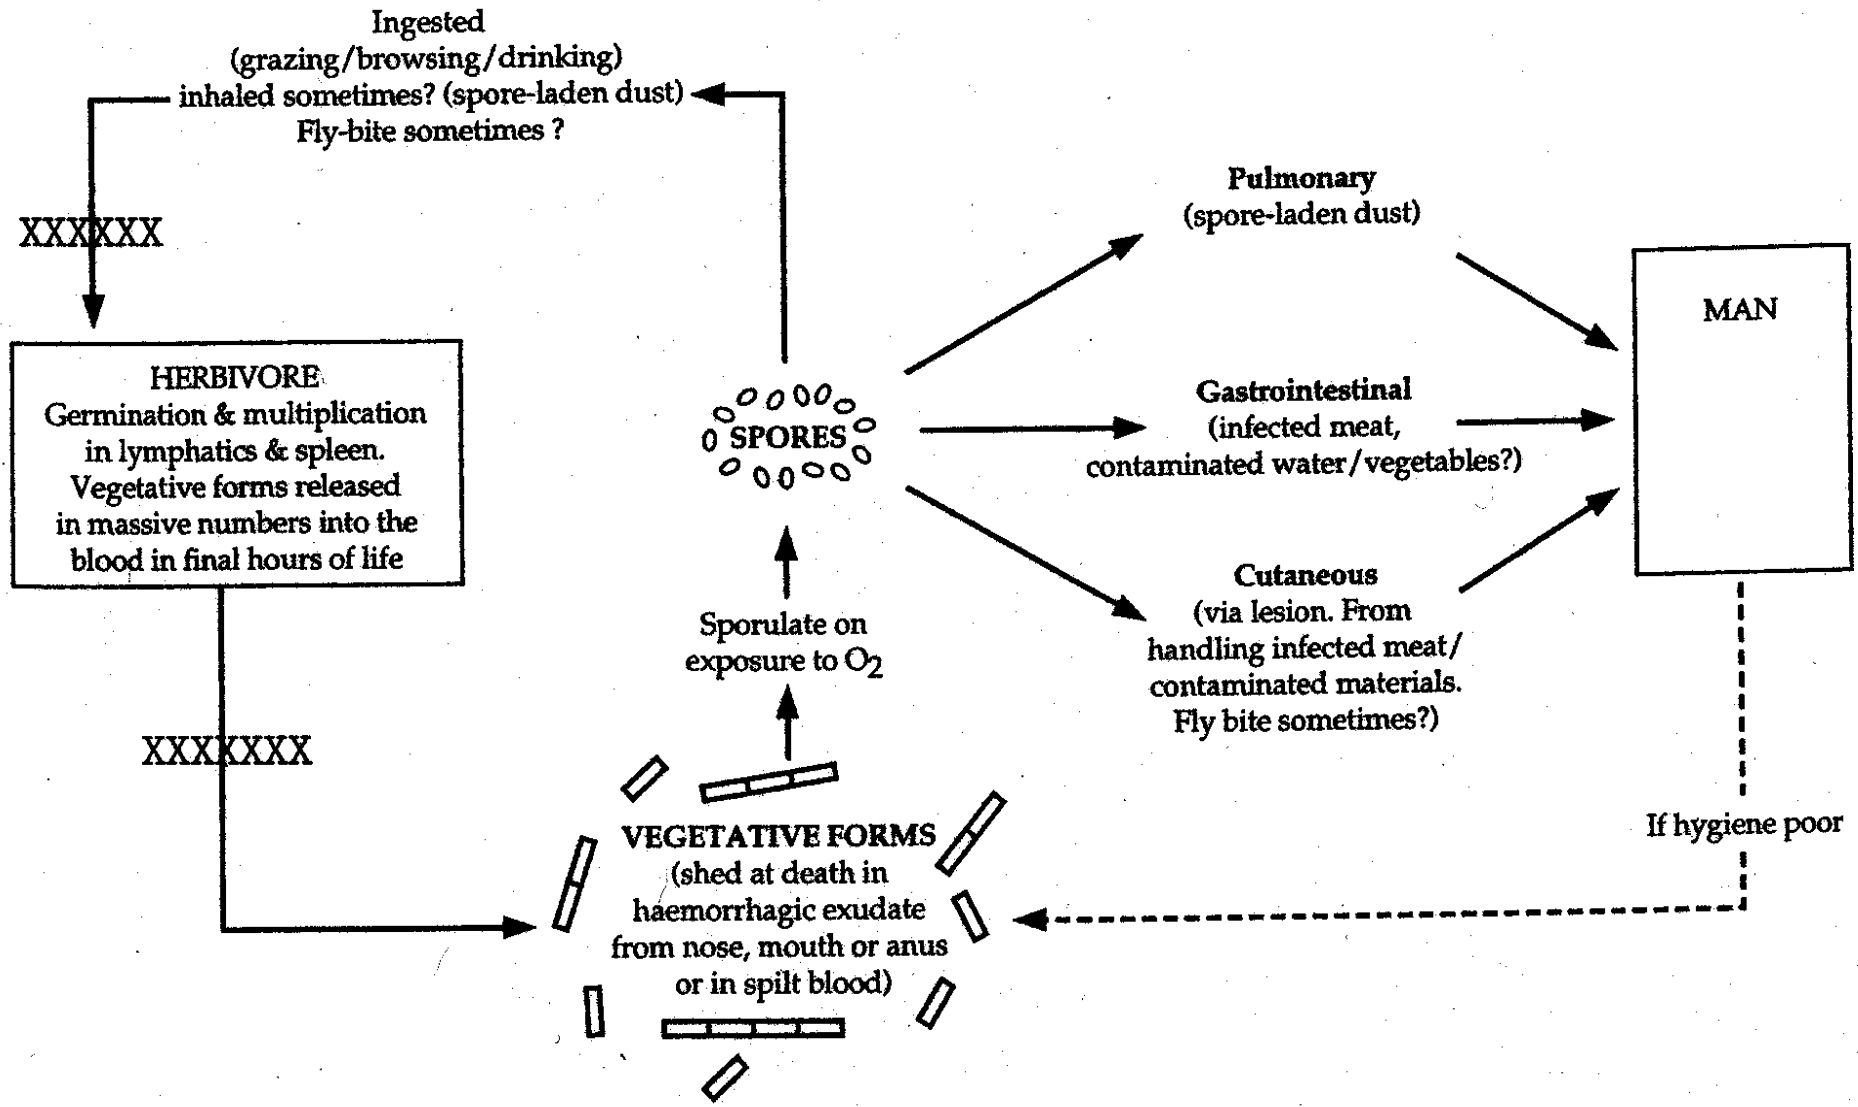 Ingested
(grazing/browsing/drinking)
inhaled sometimes? (spore-laden dust)
Fly-bite sometimes ?
XXXXXX
HERBIVORE
Germination & multiplication
in lymphatics & spleen.
Vegetative forms released
in massive numbers into the
blood in final hours of life
XXXXXXX
SPORES
Sporulate on
exposure to O2
VEGETATIVE FORMS
(shed at death in
haemorrhagic exudate
from nose, mouth or anus
or in spilt blood)
Pulmonary
(spore-laden dust)
Gastrointestinal
(infected meat,
contaminated water/vegetables?)
Cutaneous
(via lesion. From
handling infected meat/
contaminated materials.
Fly bite sometimes?)
MAN
If hygiene poor